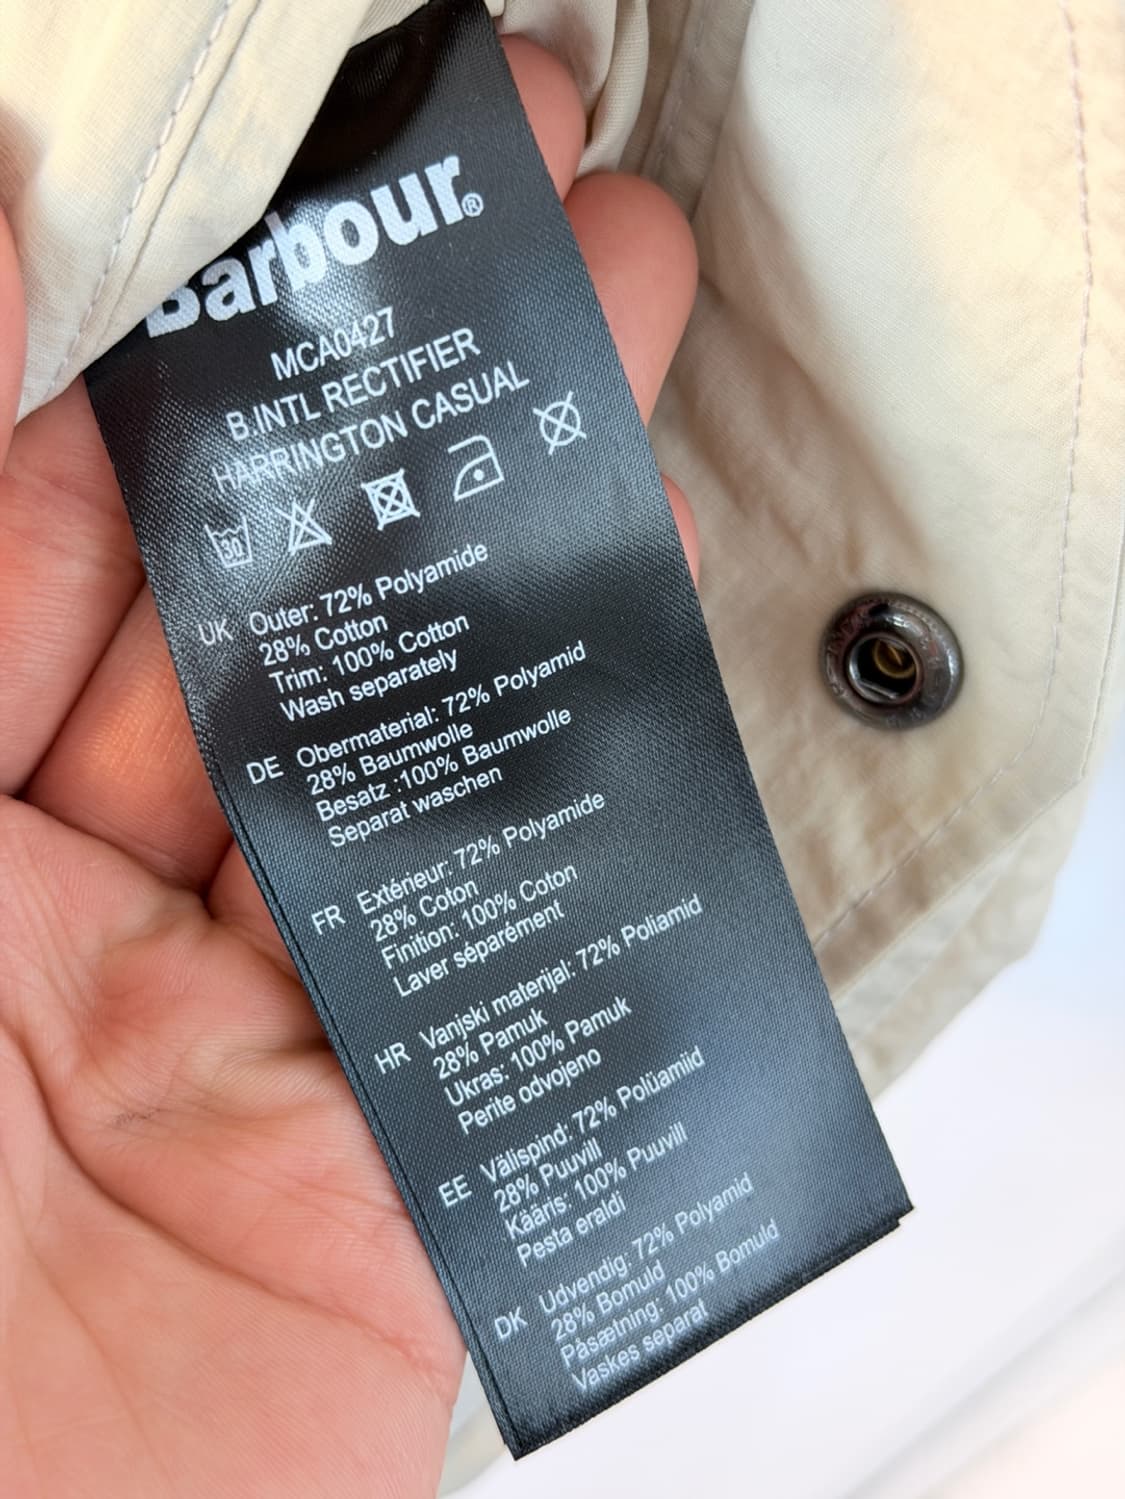 Barbour®
MCA0427
B.INTL RECTIFIER
HARRINGTON CASUAL
30
UK Outer: 72% Polyamide
28% Cotton
Trim: 100% Cotton
Wash separately
DE Obermaterial: 72% Polyamid
28% Baumwolle
Besatz :100% Baumwolle
Separat waschen
FR Extérieur: 72% Polyamide
28% Coton
Finition: 100% Coton
Laver séparément
HR Vanjski materijal: 72% Poliamid
28% Pamuk
Ukras: 100% Pamuk
Perite odvojeno
EE Välispind: 72% Polüamiid
28% Puuvill
Kääris: 100% Puuvill
Pesta eraldi
DK Udvendig: 72% Polyamid
28% Bomuld
Påsætning: 100% Bomuld
Vaskes separat